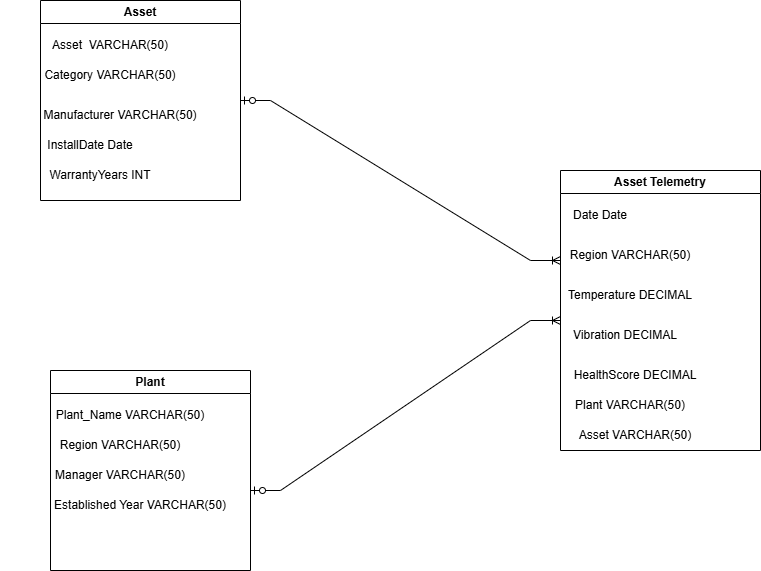 Asset
Asset VARCHAR(50)
Category VARCHAR(50)
Manufacturer VARCHAR(50)
InstallDate Date
WarrantyYears INT
Asset Telemetry
Date Date
Region VARCHAR(50)
Temperature DECIMAL
Vibration DECIMAL
HealthScore DECIMAL
Plant VARCHAR(50)
Asset VARCHAR(50)
Plant
Plant_Name VARCHAR(50)
Region VARCHAR(50)
Manager VARCHAR(50)
Established Year VARCHAR(50)